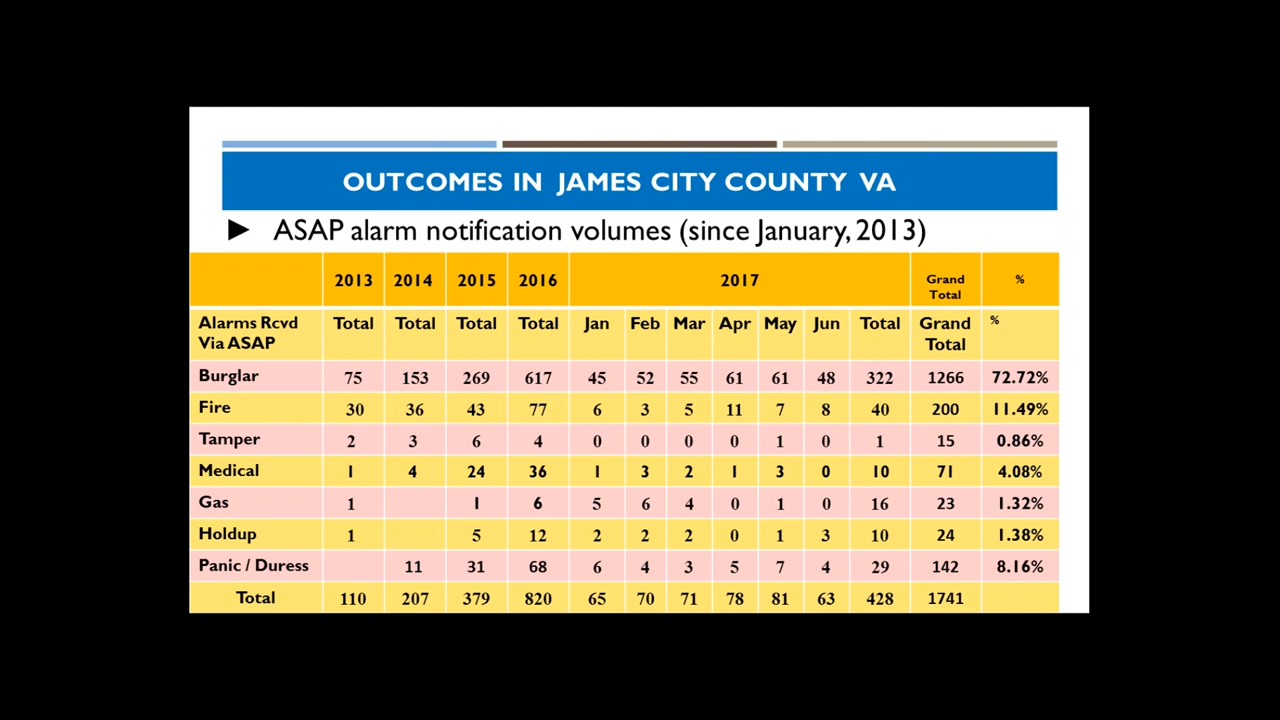 OUTCOMES IN JAMES CITY COUNTY VA
► ASAP alarm notification volumes (since January, 2013)
2013 2014 2015 2016 2017 Grand Total %
Alarms Rcvd Via ASAP Total Total Total Total Jan Feb Mar Apr May Jun Total Grand Total %
Burglar 75 153 269 617 45 52 55 61 61 48 322 1266 72.72%
Fire 30 36 43 77 6 3 5 11 7 8 40 200 11.49%
Tamper 2 3 6 4 0 0 0 0 1 0 1 15 0.86%
Medical 1 4 24 36 1 3 2 1 3 0 10 71 4.08%
Gas 1 1 6 5 6 4 0 1 0 16 23 1.32%
Holdup 1 5 12 2 2 2 0 1 3 10 24 1.38%
Panic / Duress 11 31 68 6 4 3 5 7 4 29 142 8.16%
Total 110 207 379 820 65 70 71 78 81 63 428 1741